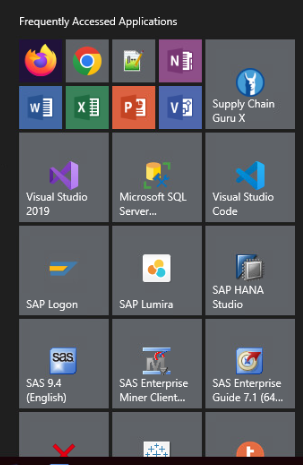 Frequently Accessed Applications
N
W
X
P
V
Supply Chain
Guru X
Visual Studio
2019
Microsoft SQL
Server...
Visual Studio
Code
SAP Logon
SAP Lumira
SAP HANA
Studio
sas
SAS 9.4
(English)
SAS Enterprise
Miner Client...
SAS Enterprise
Guide 7.1 (64...